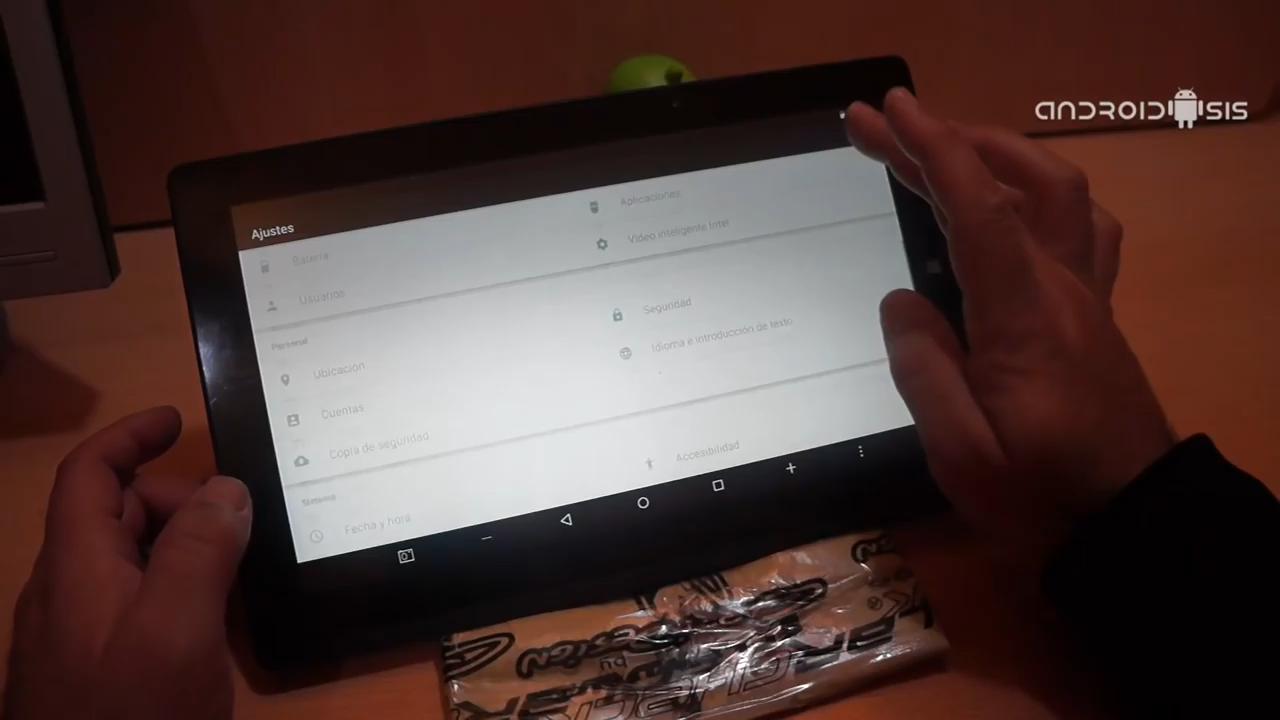 ANDROIDSIS
Ajustes
Batería
Aplicaciones
Usuarios
Vídeo inteligente Intel
Personal
Ubicación
Seguridad
Cuentas
Idioma e introducción de texto
Copia de seguridad
Sistema
Fecha y hora
Accesibilidad